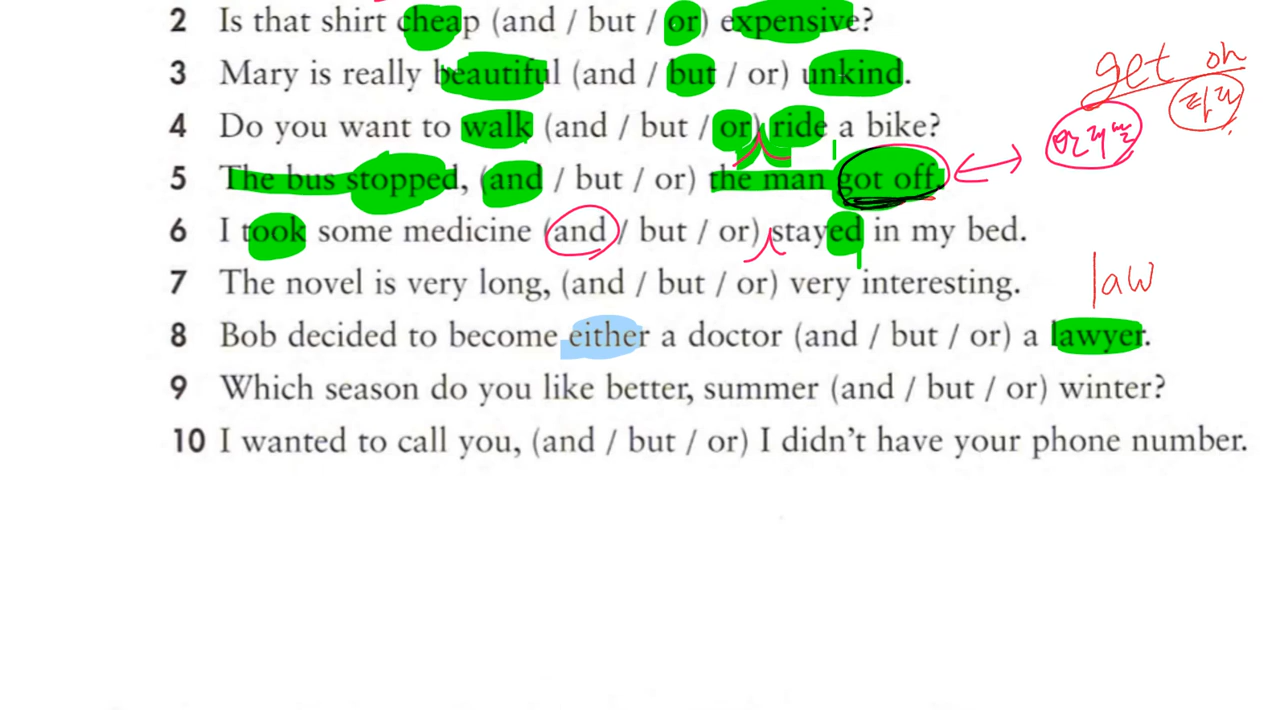 2 Is that shirt cheap (and / but / or) expensive?
get on
3 Mary is really beautiful (and / but / or) unkind.
타다
4 Do you want to walk (and / but / or) ride a bike?
5 The bus stopped, (and / but / or) the man got off.
6 I took some medicine (and / but / or) stayed in my bed.
7 The novel is very long, (and / but / or) very interesting.
law
8 Bob decided to become either a doctor (and / but / or) a lawyer.
9 Which season do you like better, summer (and / but / or) winter?
10 I wanted to call you, (and / but / or) I didn't have your phone number.